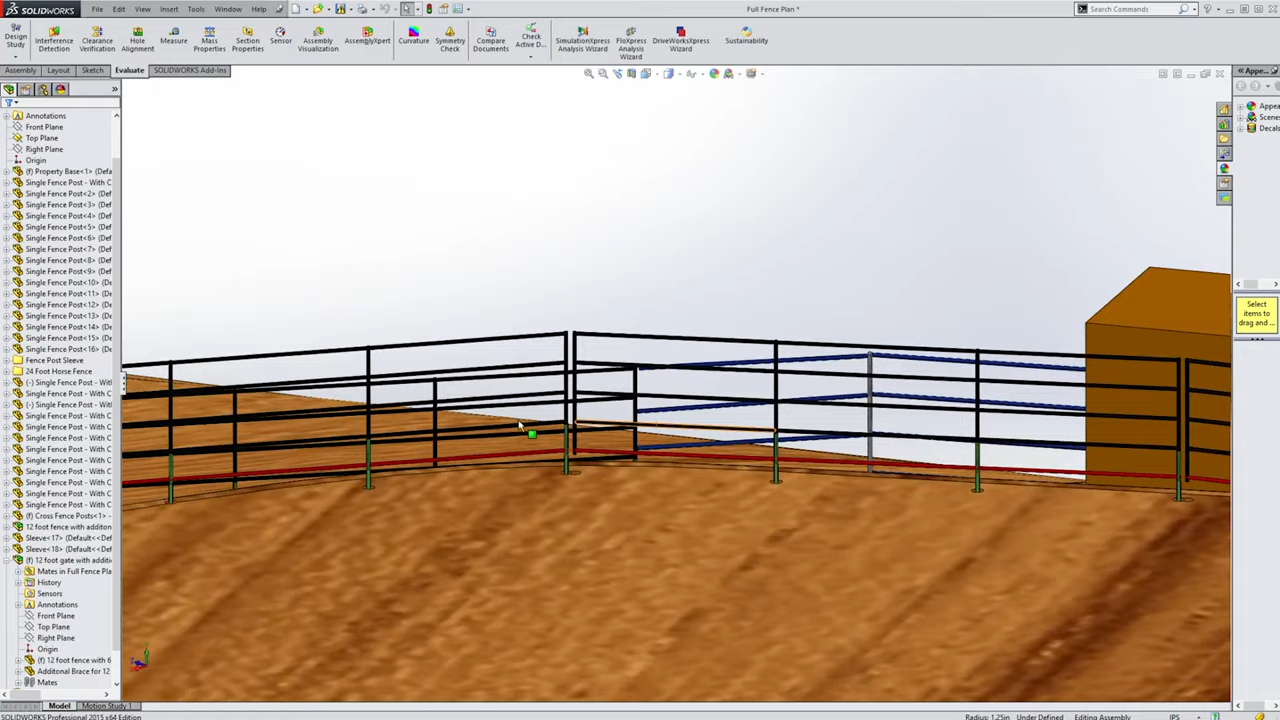 SOLIDWORKS File Edit View Insert Tools Window Help Full Fence Plan * Search Commands
Design Study
Interference Detection
Clearance Verification
Hole Alignment
Measure
Mass Properties
Section Properties
Sensor
Assembly Visualization
AssemblyXpert
Curvature
Symmetry Check
Compare Documents
Check Active D...
SimulationXpress Analysis Wizard
FloXpress Analysis Wizard
DriveWorksXpress Wizard
Sustainability
Assembly Layout Sketch Evaluate SOLIDWORKS Add-Ins
Annotations
Front Plane
Top Plane
Right Plane
Origin
(f) Property Base<1> (Defa
Single Fence Post - With C
Single Fence Post<2> (Def
Single Fence Post<3> (Def
Single Fence Post<4> (Def
Single Fence Post<5> (Def
Single Fence Post<6> (Def
Single Fence Post<7> (Def
Single Fence Post<8> (Def
Single Fence Post<9> (Def
Single Fence Post<10> (De
Single Fence Post<11> (De
Single Fence Post<12> (De
Single Fence Post<13> (De
Single Fence Post<14> (De
Single Fence Post<15> (De
Single Fence Post<16> (De
Fence Post Sleeve
24 Foot Horse Fence
(-) Single Fence Post - Wit
Single Fence Post - With C
(-) Single Fence Post - Wit
Single Fence Post - With C
Single Fence Post - With C
Single Fence Post - With C
Single Fence Post - With C
Single Fence Post - With C
Single Fence Post - With C
Single Fence Post - With C
Single Fence Post - With C
Single Fence Post - With C
(f) Cross Fence Posts<1> -
12 foot fence with additon
Sleeve<17> (Default<<Def
Sleeve<18> (Default<<Def
(f) 12 foot gate with additi
Mates in Full Fence Pla
History
Sensors
Annotations
Front Plane
Top Plane
Right Plane
Origin
(f) 12 foot fence with 6
Additonal Brace for 12
Mates
Appe...
Appea
Scene
Decals
Select items to drag and ...
Model Motion Study 1
SOLIDWORKS Professional 2015 x64 Edition Radius: 1.25in Under Defined Editing Assembly IPS